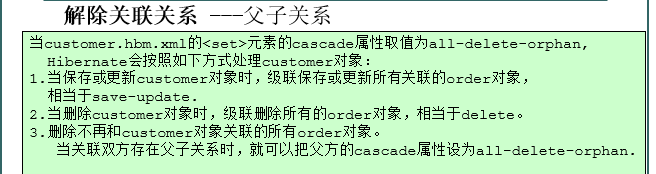 解除关联关系 ---父子关系
当customer.hbm.xml的<set>元素的cascade属性取值为all-delete-orphan,
Hibernate会按照如下方式处理customer对象:
1.当保存或更新customer对象时,级联保存或更新所有关联的order对象,
相当于save-update.
2.当删除customer对象时,级联删除所有的order对象,相当于delete。
3.删除不再和customer对象关联的所有order对象。
当关联双方存在父子关系时,就可以把父方的cascade属性设为all-delete-orphan.